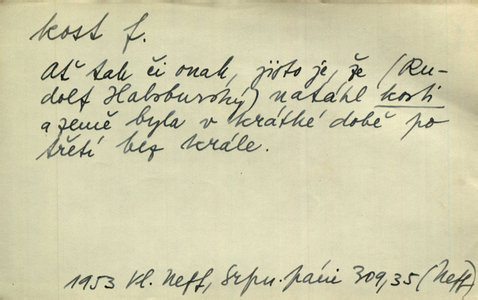 kost f.
Ať tak či onak, jisto je, že (Ru-
dolf Habsburský) natáhl kosti
a země byla v krátké době po
třetí bez krále.
1953 Vl. Neff, Srpn. páni 309,35 (Neff)